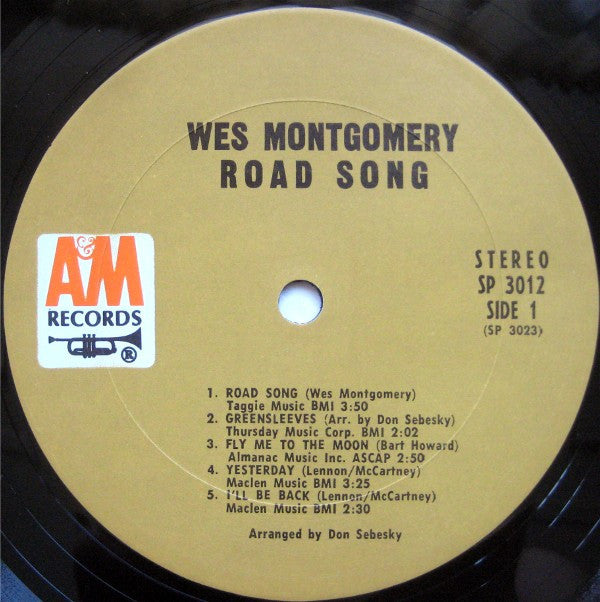 WES MONTGOMERY
ROAD SONG
A&M
RECORDS
®
STEREO
SP 3012
SIDE 1
(SP 3023)
1. ROAD SONG (Wes Montgomery)
Taggie Music BMI 3:50
2. GREENSLEEVES (Arr. by Don Sebesky)
Thursday Music Corp. BMI 2:02
3. FLY ME TO THE MOON (Bart Howard)
Almanac Music Inc. ASCAP 2:50
4. YESTERDAY (Lennon/McCartney)
Maclen Music BMI 3:25
5. I'LL BE BACK (Lennon/McCartney)
Maclen Music BMI 2:30
Arranged by Don Sebesky